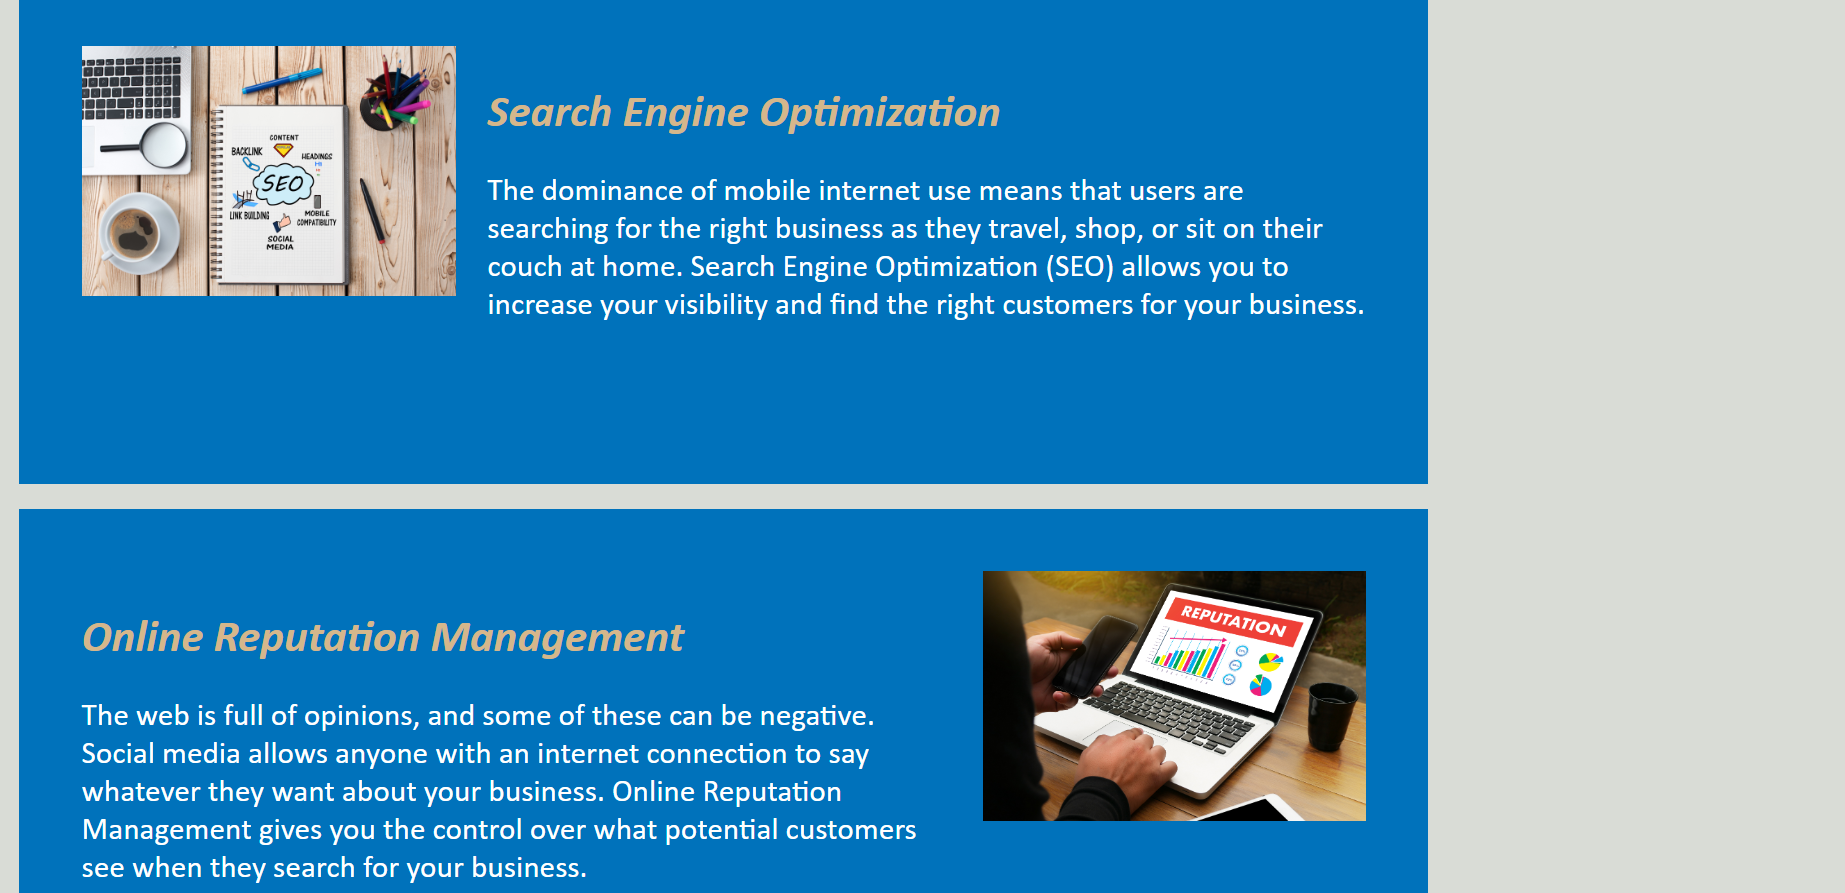 CONTENT
BACKLINK
HEADINGS
H1
SEO
LINK BUILDING
MOBILE
COMPATIBILITY
SOCIAL
MEDIA
Search Engine Optimization
The dominance of mobile internet use means that users are
searching for the right business as they travel, shop, or sit on their
couch at home. Search Engine Optimization (SEO) allows you to
increase your visibility and find the right customers for your business.
REPUTATION
Online Reputation Management
The web is full of opinions, and some of these can be negative.
Social media allows anyone with an internet connection to say
whatever they want about your business. Online Reputation
Management gives you the control over what potential customers
see when they search for your business.